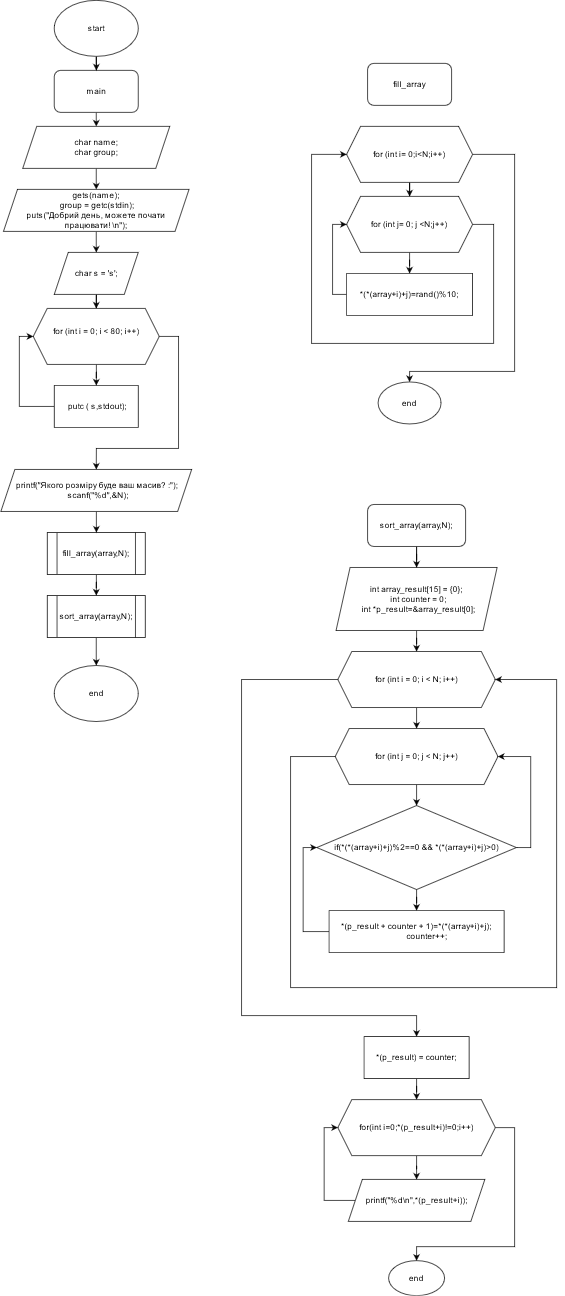 start
main
char name;
char group;
gets(name);
group = getc(stdin);
puts("Добрий день, можете почати
працювати! \n");
char s = 's';
for (int i = 0; i < 80; i++)
putc ( s,stdout);
printf("Якого розміру буде ваш масив? :");
scanf("%d",&N);
fill_array(array,N);
sort_array(array,N);
end
fill_array
for (int i= 0;i<N;i++)
for (int j= 0; j <N;j++)
*(*(array+i)+j)=rand()%10;
end
sort_array(array,N);
int array_result[15] = {0};
int counter = 0;
int *p_result=&array_result[0];
for (int i = 0; i < N; i++)
for (int j = 0; j < N; j++)
if(*(*(array+i)+j)%2==0 && *(*(array+i)+j)>0)
*(p_result + counter + 1)=*(*(array+i)+j);
counter++;
*(p_result) = counter;
for(int i=0;*(p_result+i)!=0;i++)
printf("%d\n",*(p_result+i));
end